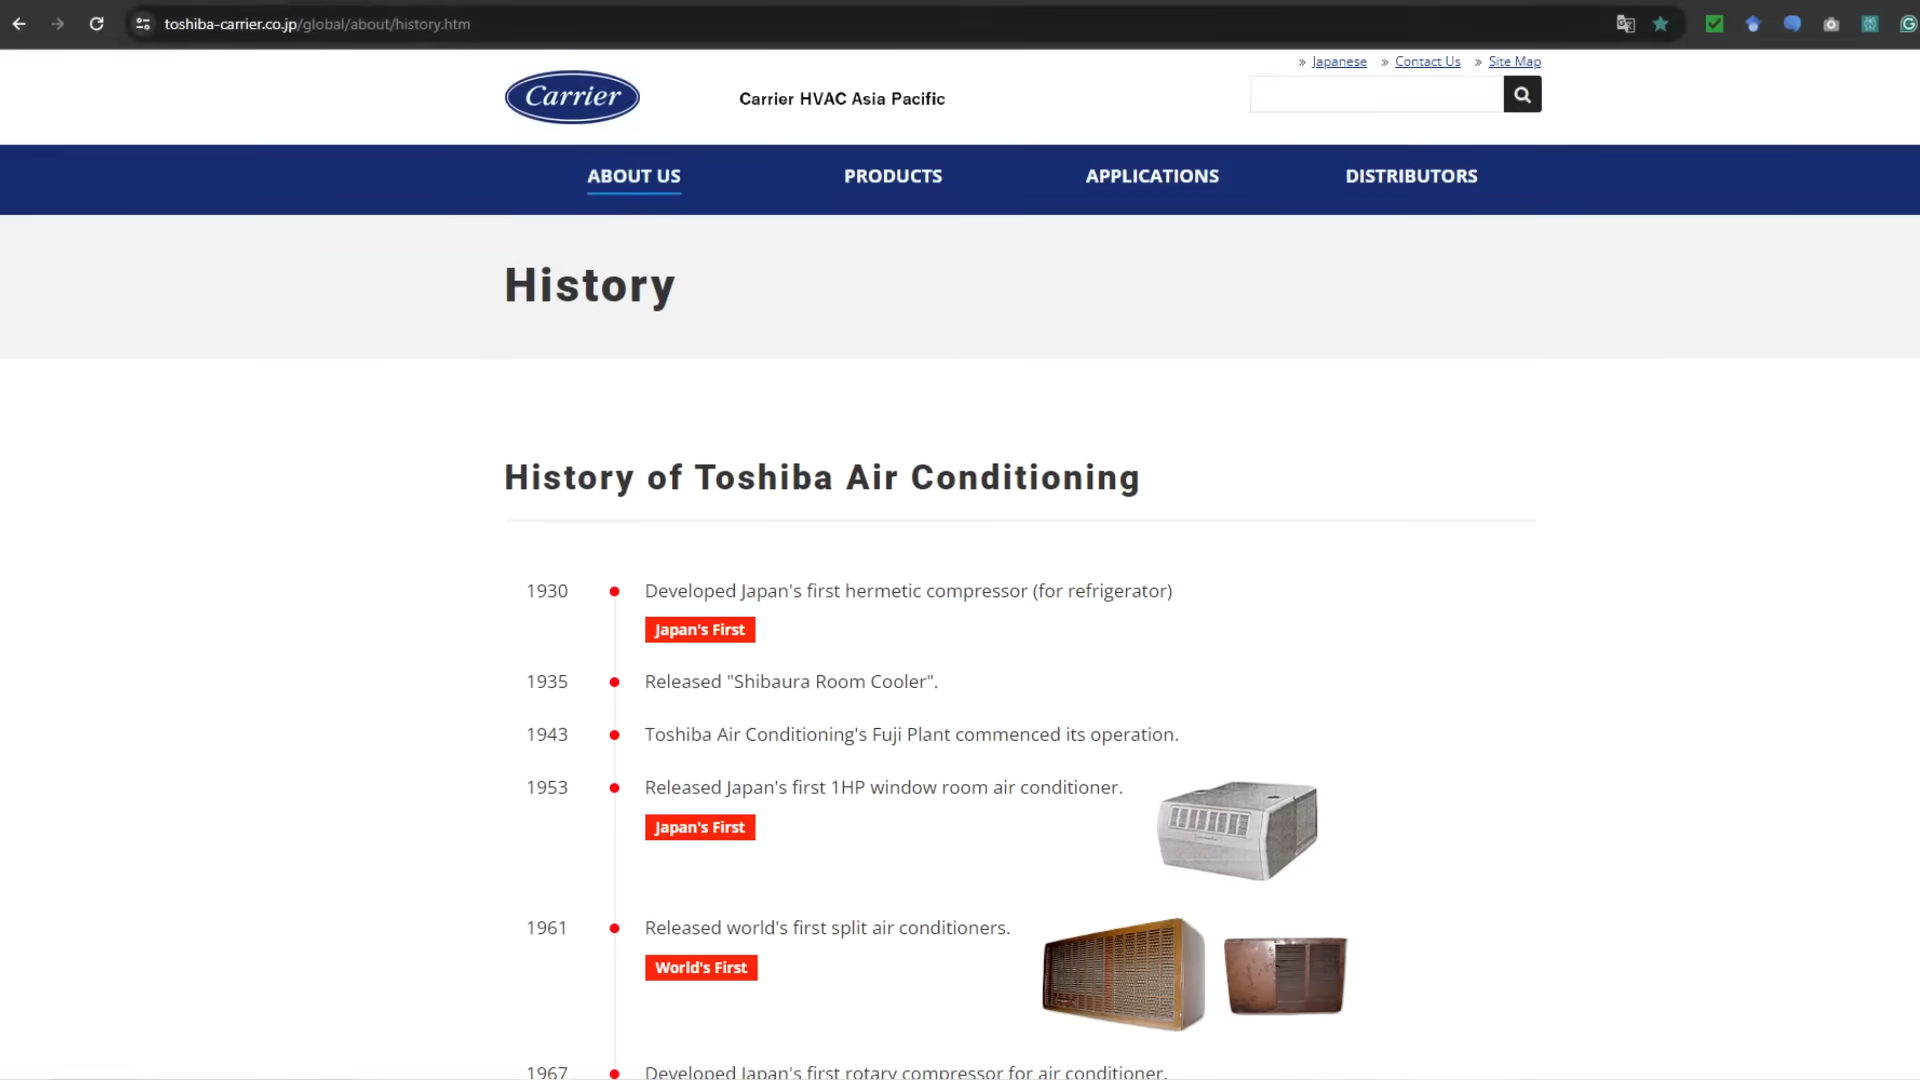 toshiba-carrier.co.jp/global/about/history.htm
» Japanese » Contact Us » Site Map
Carrier
Carrier HVAC Asia Pacific
ABOUT US PRODUCTS APPLICATIONS DISTRIBUTORS
History
History of Toshiba Air Conditioning
1930 Developed Japan's first hermetic compressor (for refrigerator)
Japan's First
1935 Released "Shibaura Room Cooler".
1943 Toshiba Air Conditioning's Fuji Plant commenced its operation.
1953 Released Japan's first 1HP window room air conditioner.
Japan's First
1961 Released world's first split air conditioners.
World's First
1967 Developed Japan's first rotary compressor for air conditioner.